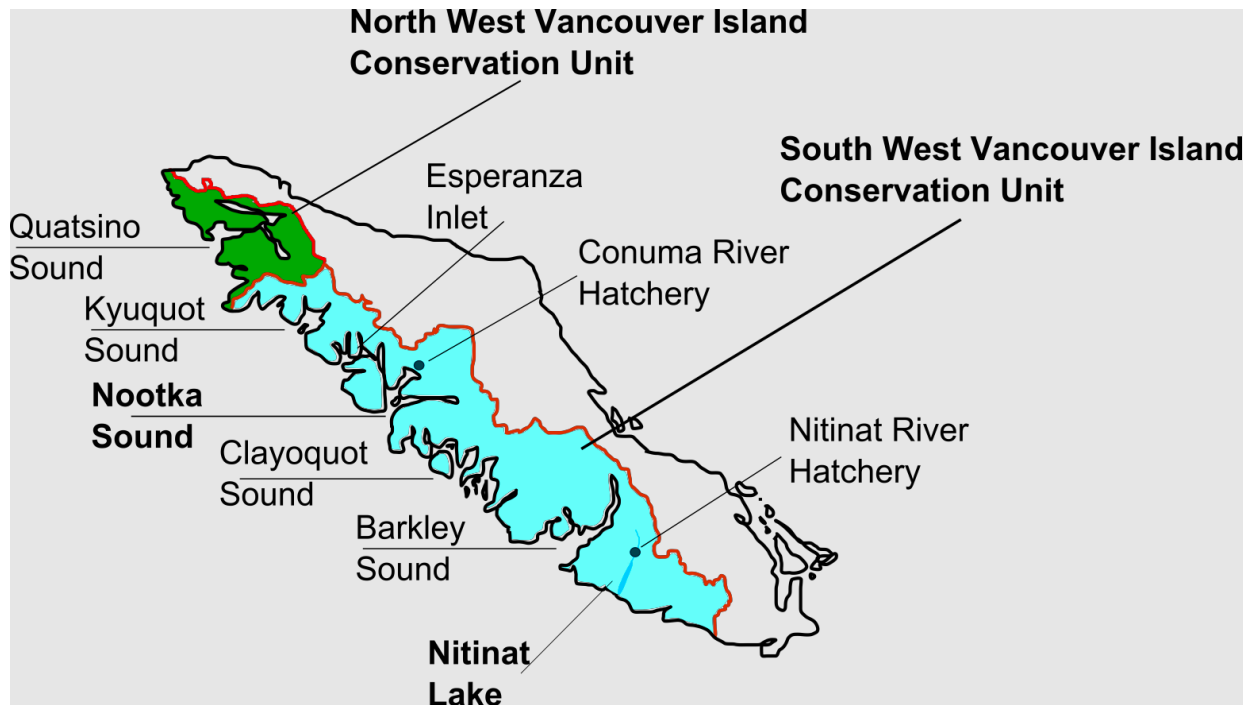 North West Vancouver Island
Conservation Unit
South West Vancouver Island
Conservation Unit
Esperanza
Inlet
Quatsino
Sound
Conuma River
Hatchery
Kyuquot
Sound
Nootka
Sound
Clayoquot
Sound
Nitinat River
Hatchery
Barkley
Sound
Nitinat
Lake